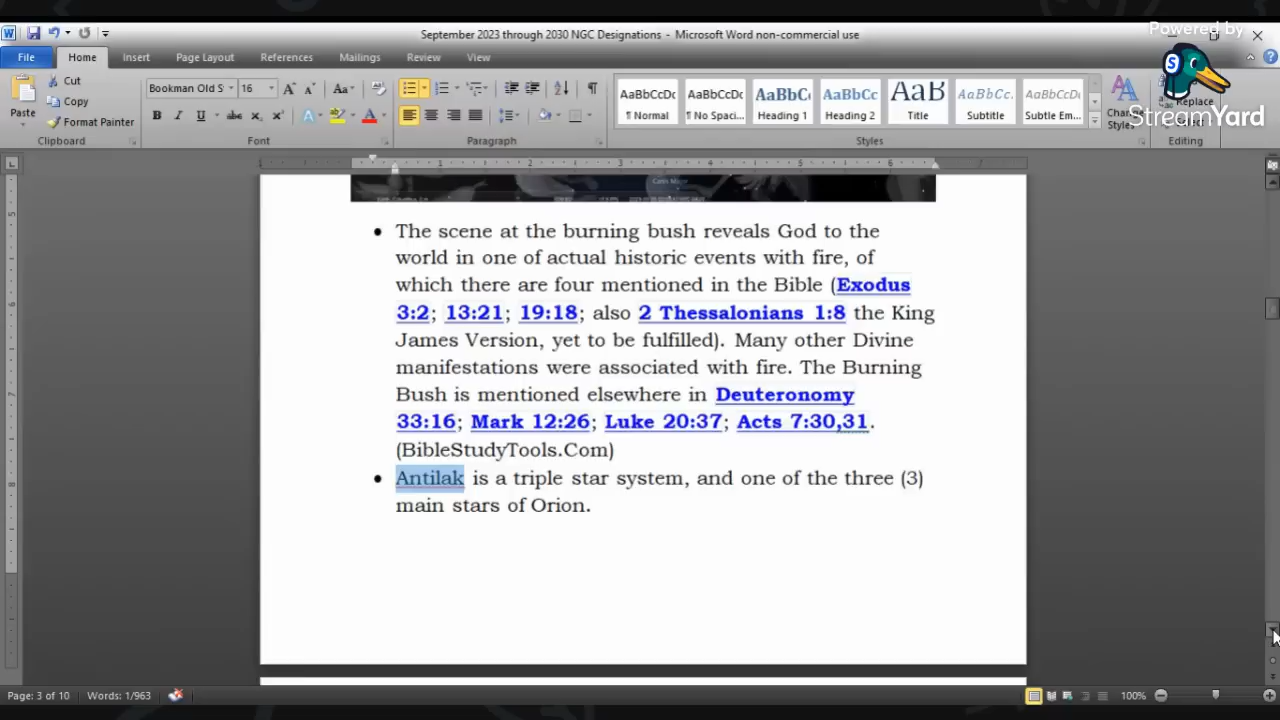 Powered by
September 2023 through 2030 NGC Designations - Microsoft Word non-commercial use
File Home Insert Page Layout References Mailings Review View
Cut
Copy
Paste
Format Painter
Bookman Old S 16
AaBbCcDc AaBbCcDc AaBbC AaBbCc AaB AaBbCc. AaBbCcDi
¶ Normal ¶ No Spaci... Heading 1 Heading 2 Title Subtitle Subtle Em...
Change
Styles
Replace
StreamYard
Clipboard Font Paragraph Styles Editing
Canis Major
• The scene at the burning bush reveals God to the
world in one of actual historic events with fire, of
which there are four mentioned in the Bible (Exodus
3:2; 13:21; 19:18; also 2 Thessalonians 1:8 the King
James Version, yet to be fulfilled). Many other Divine
manifestations were associated with fire. The Burning
Bush is mentioned elsewhere in Deuteronomy
33:16; Mark 12:26; Luke 20:37; Acts 7:30,31.
(BibleStudyTools.Com)
• Antilak is a triple star system, and one of the three (3)
main stars of Orion.
Page: 3 of 10 Words: 1/963 100%